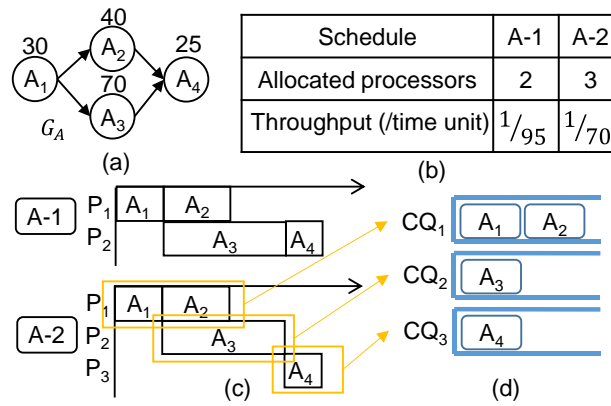 30 40 25
A₁ A₂ A₄
70
A₃
G_A
(a)
Schedule A-1 A-2
Allocated processors 2 3
Throughput (/time unit) 1/95 1/70
(b)
A-1
P₁ A₁ A₂
P₂ A₃ A₄
A-2
P₁ A₁ A₂
P₂ A₃
P₃ A₄
(c)
CQ₁ A₁ A₂
CQ₂ A₃
CQ₃ A₄
(d)